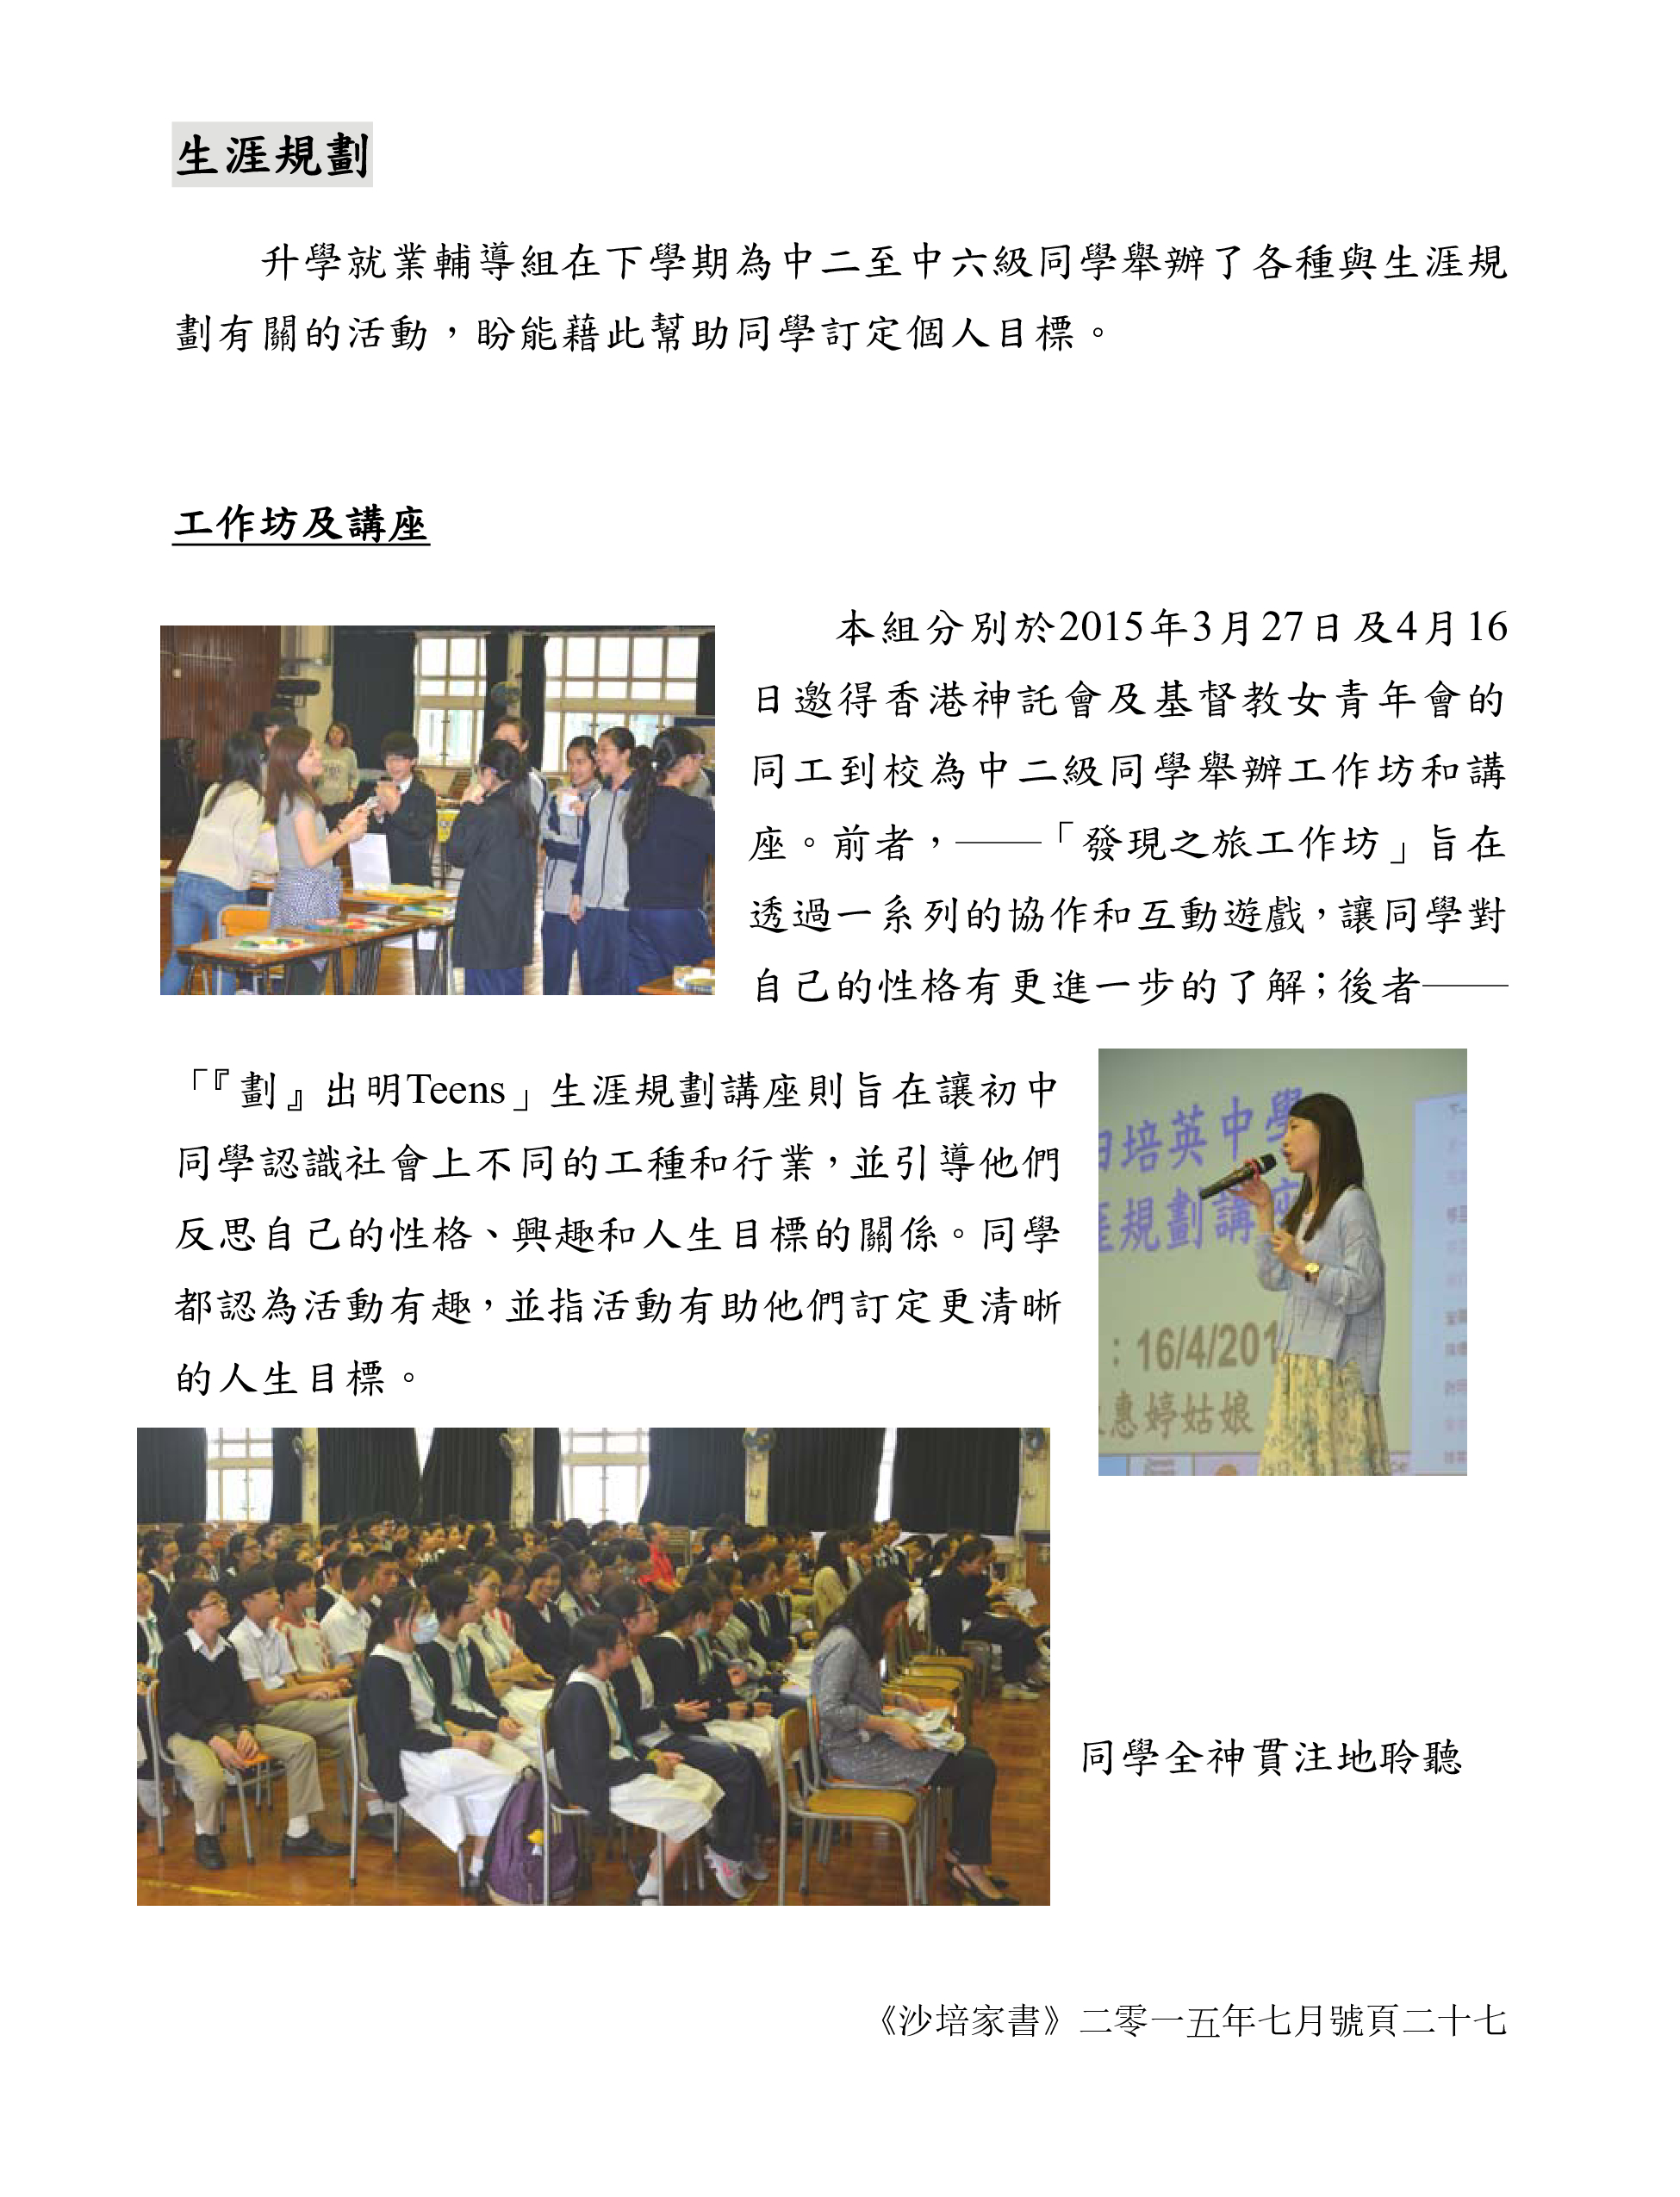 生涯規劃
升學就業輔導組在下學期為中二至中六級同學舉辦了各種與生涯規
劃有關的活動，盼能藉此幫助同學訂定個人目標。
工作坊及講座
本組分別於2015年3月27日及4月16
日邀得香港神託會及基督教女青年會的
同工到校為中二級同學舉辦工作坊和講
座。前者，——「發現之旅工作坊」旨在
透過一系列的協作和互動遊戲，讓同學對
自己的性格有更進一步的了解；後者——
「『劃』出明Teens」生涯規劃講座則旨在讓初中
同學認識社會上不同的工種和行業，並引導他們
反思自己的性格、興趣和人生目標的關係。同學
都認為活動有趣，並指活動有助他們訂定更清晰
的人生目標。
田培英中學
涯規劃講座
：16/4/201
惠婷姑娘
同學全神貫注地聆聽
《沙培家書》二零一五年七月號頁二十七